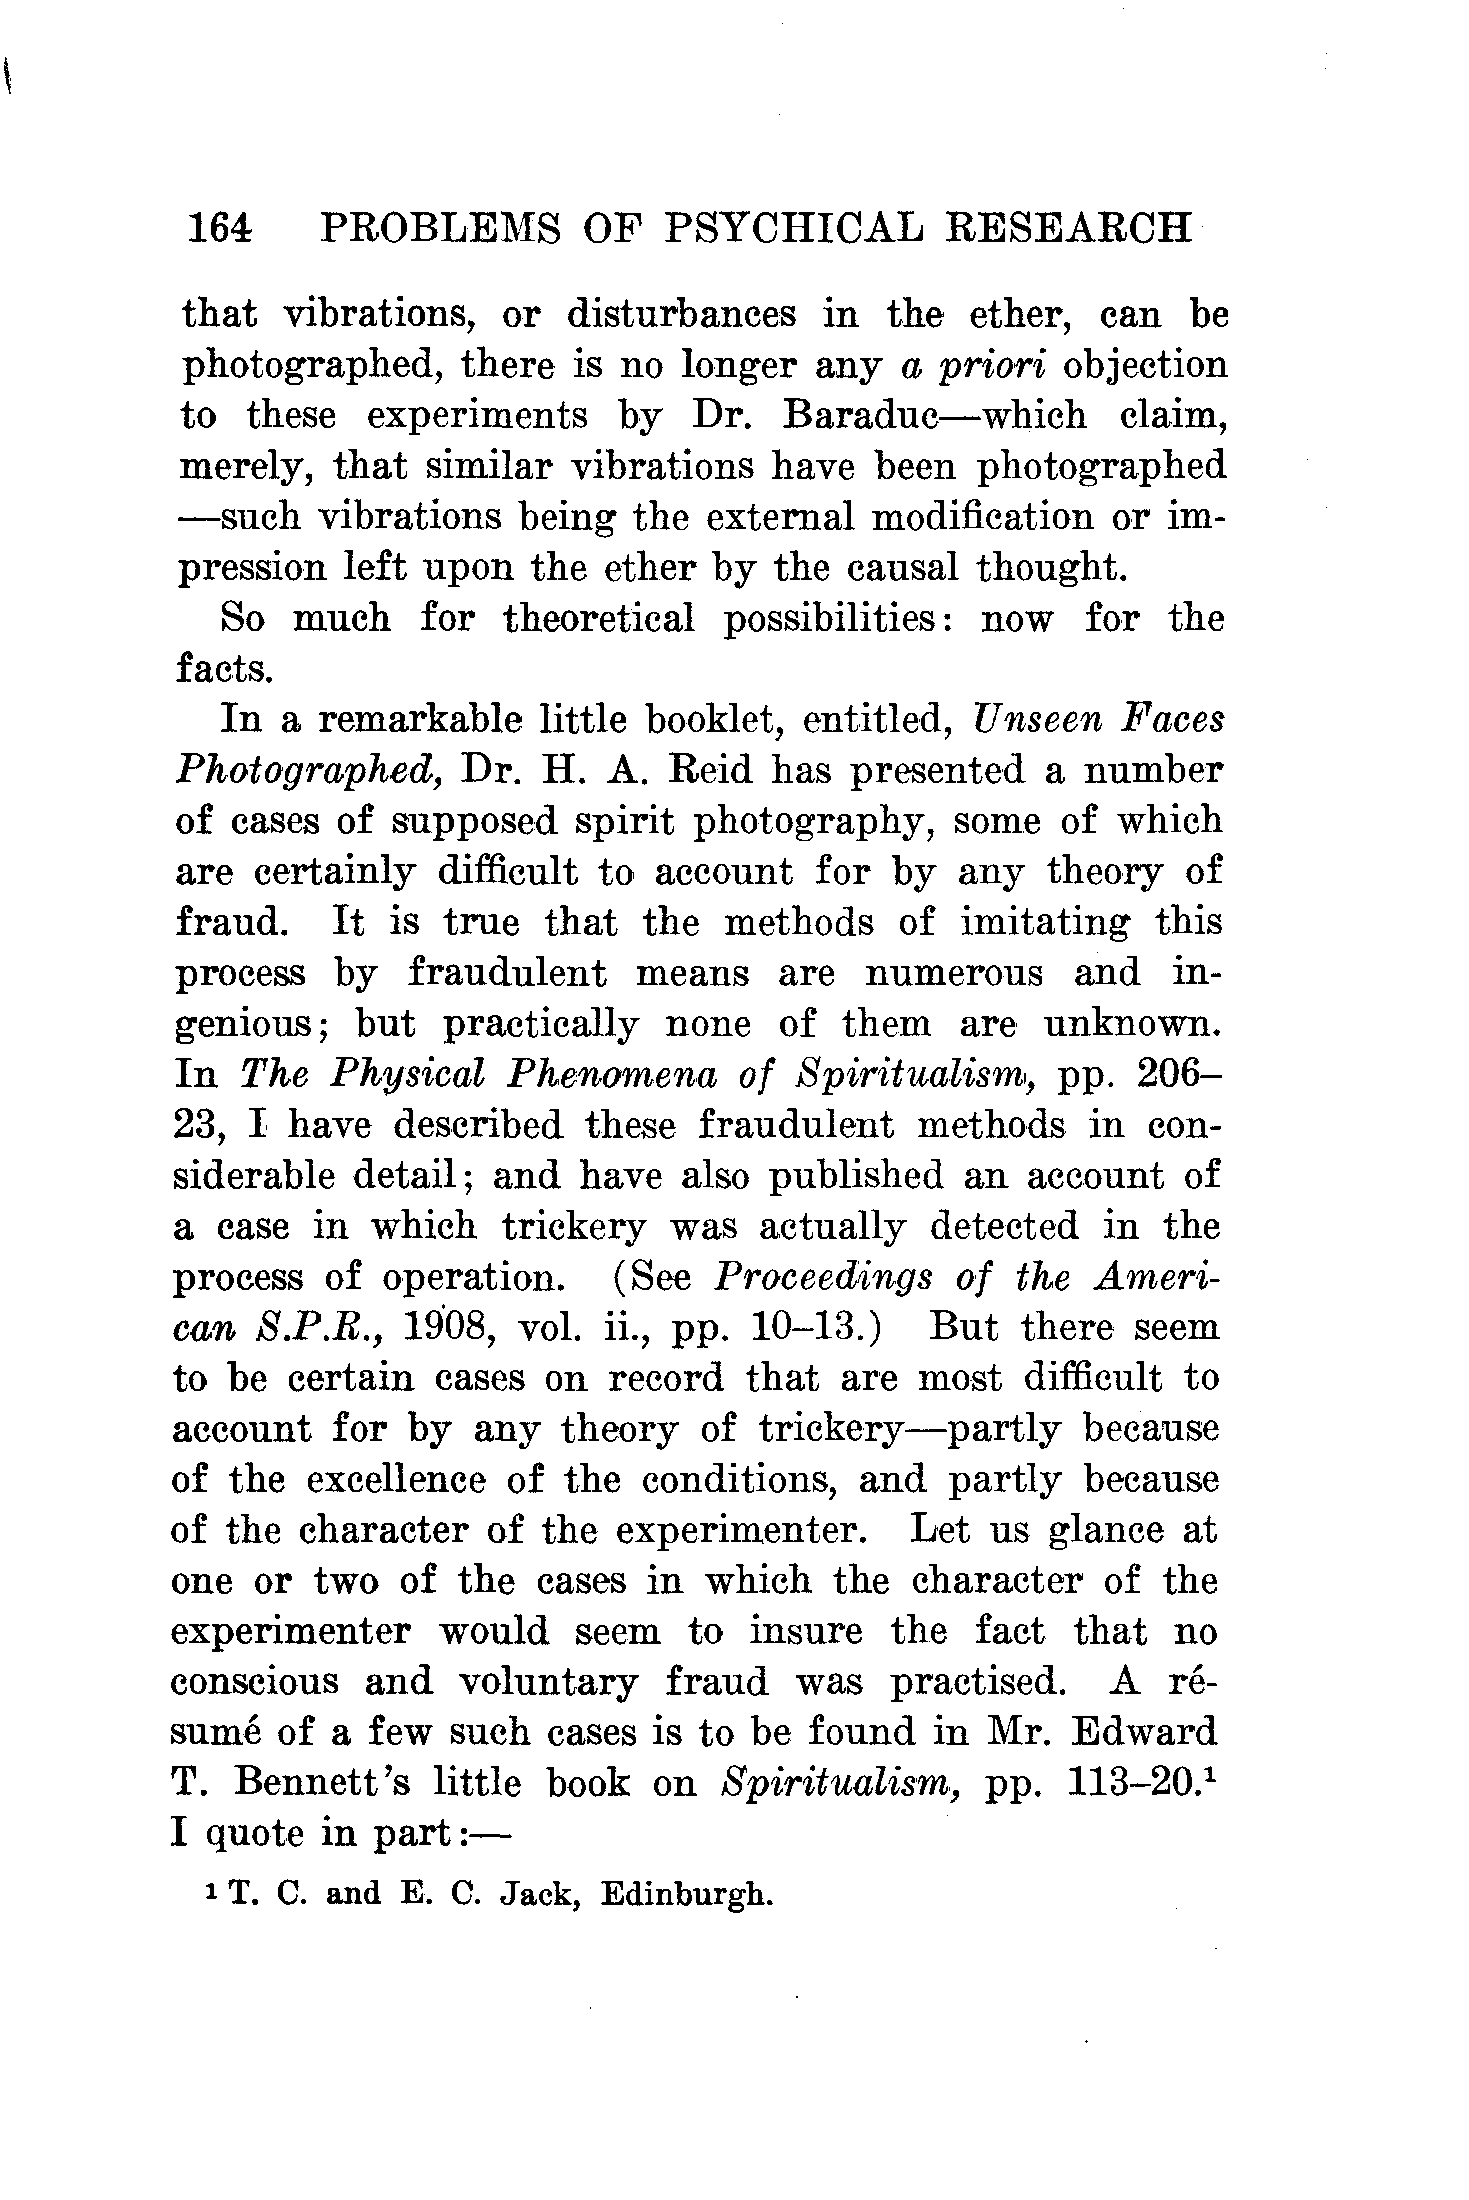 164 PROBLEMS OF PSYCHICAL RESEARCH
that vibrations, or disturbances in the ether, can be
photographed, there is no longer any a priori objection
to these experiments by Dr. Baraduc—which claim,
merely, that similar vibrations have been photographed
—such vibrations being the external modification or im-
pression left upon the ether by the causal thought.
So much for theoretical possibilities: now for the
facts.
In a remarkable little booklet, entitled, Unseen Faces
Photographed, Dr. H. A. Reid has presented a number
of cases of supposed spirit photography, some of which
are certainly difficult to account for by any theory of
fraud. It is true that the methods of imitating this
process by fraudulent means are numerous and in-
genious; but practically none of them are unknown.
In The Physical Phenomena of Spiritualism, pp. 206–
23, I have described these fraudulent methods in con-
siderable detail; and have also published an account of
a case in which trickery was actually detected in the
process of operation. (See Proceedings of the Ameri-
can S.P.R., 1908, vol. ii., pp. 10–13.) But there seem
to be certain cases on record that are most difficult to
account for by any theory of trickery—partly because
of the excellence of the conditions, and partly because
of the character of the experimenter. Let us glance at
one or two of the cases in which the character of the
experimenter would seem to insure the fact that no
conscious and voluntary fraud was practised. A ré-
sumé of a few such cases is to be found in Mr. Edward
T. Bennett's little book on Spiritualism, pp. 113–20.¹
I quote in part:—
¹ T. C. and E. C. Jack, Edinburgh.